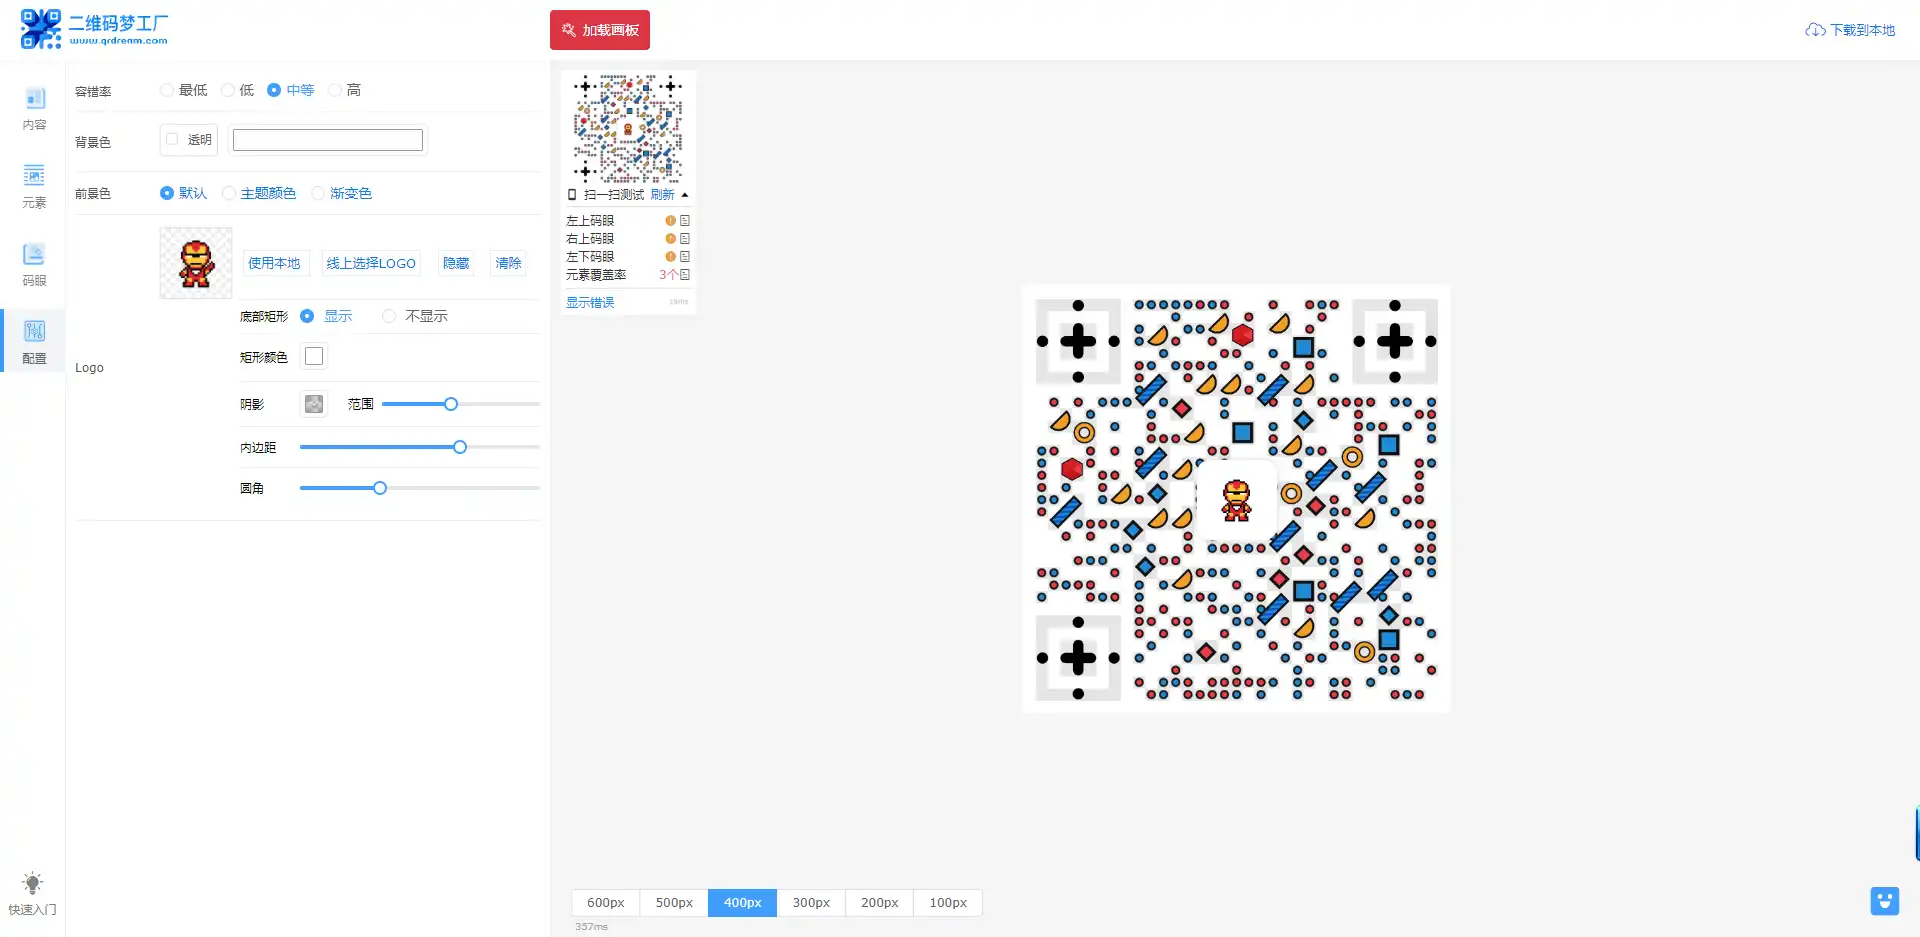 二维码梦工厂
www.qrdream.com
加载画板
下载到本地
内容
元素
码眼
配置
快速入门
容错率 最低 低 中等 高
背景色 透明
前景色 默认 主题颜色 渐变色
Logo
使用本地 线上选择LOGO 隐藏 清除
底部矩形 显示 不显示
矩形颜色
阴影 范围
内边距
圆角
扫一扫测试 刷新
左上码眼
右上码眼
左下码眼
元素覆盖率 3个
显示错误 15ms
600px 500px 400px 300px 200px 100px
357ms